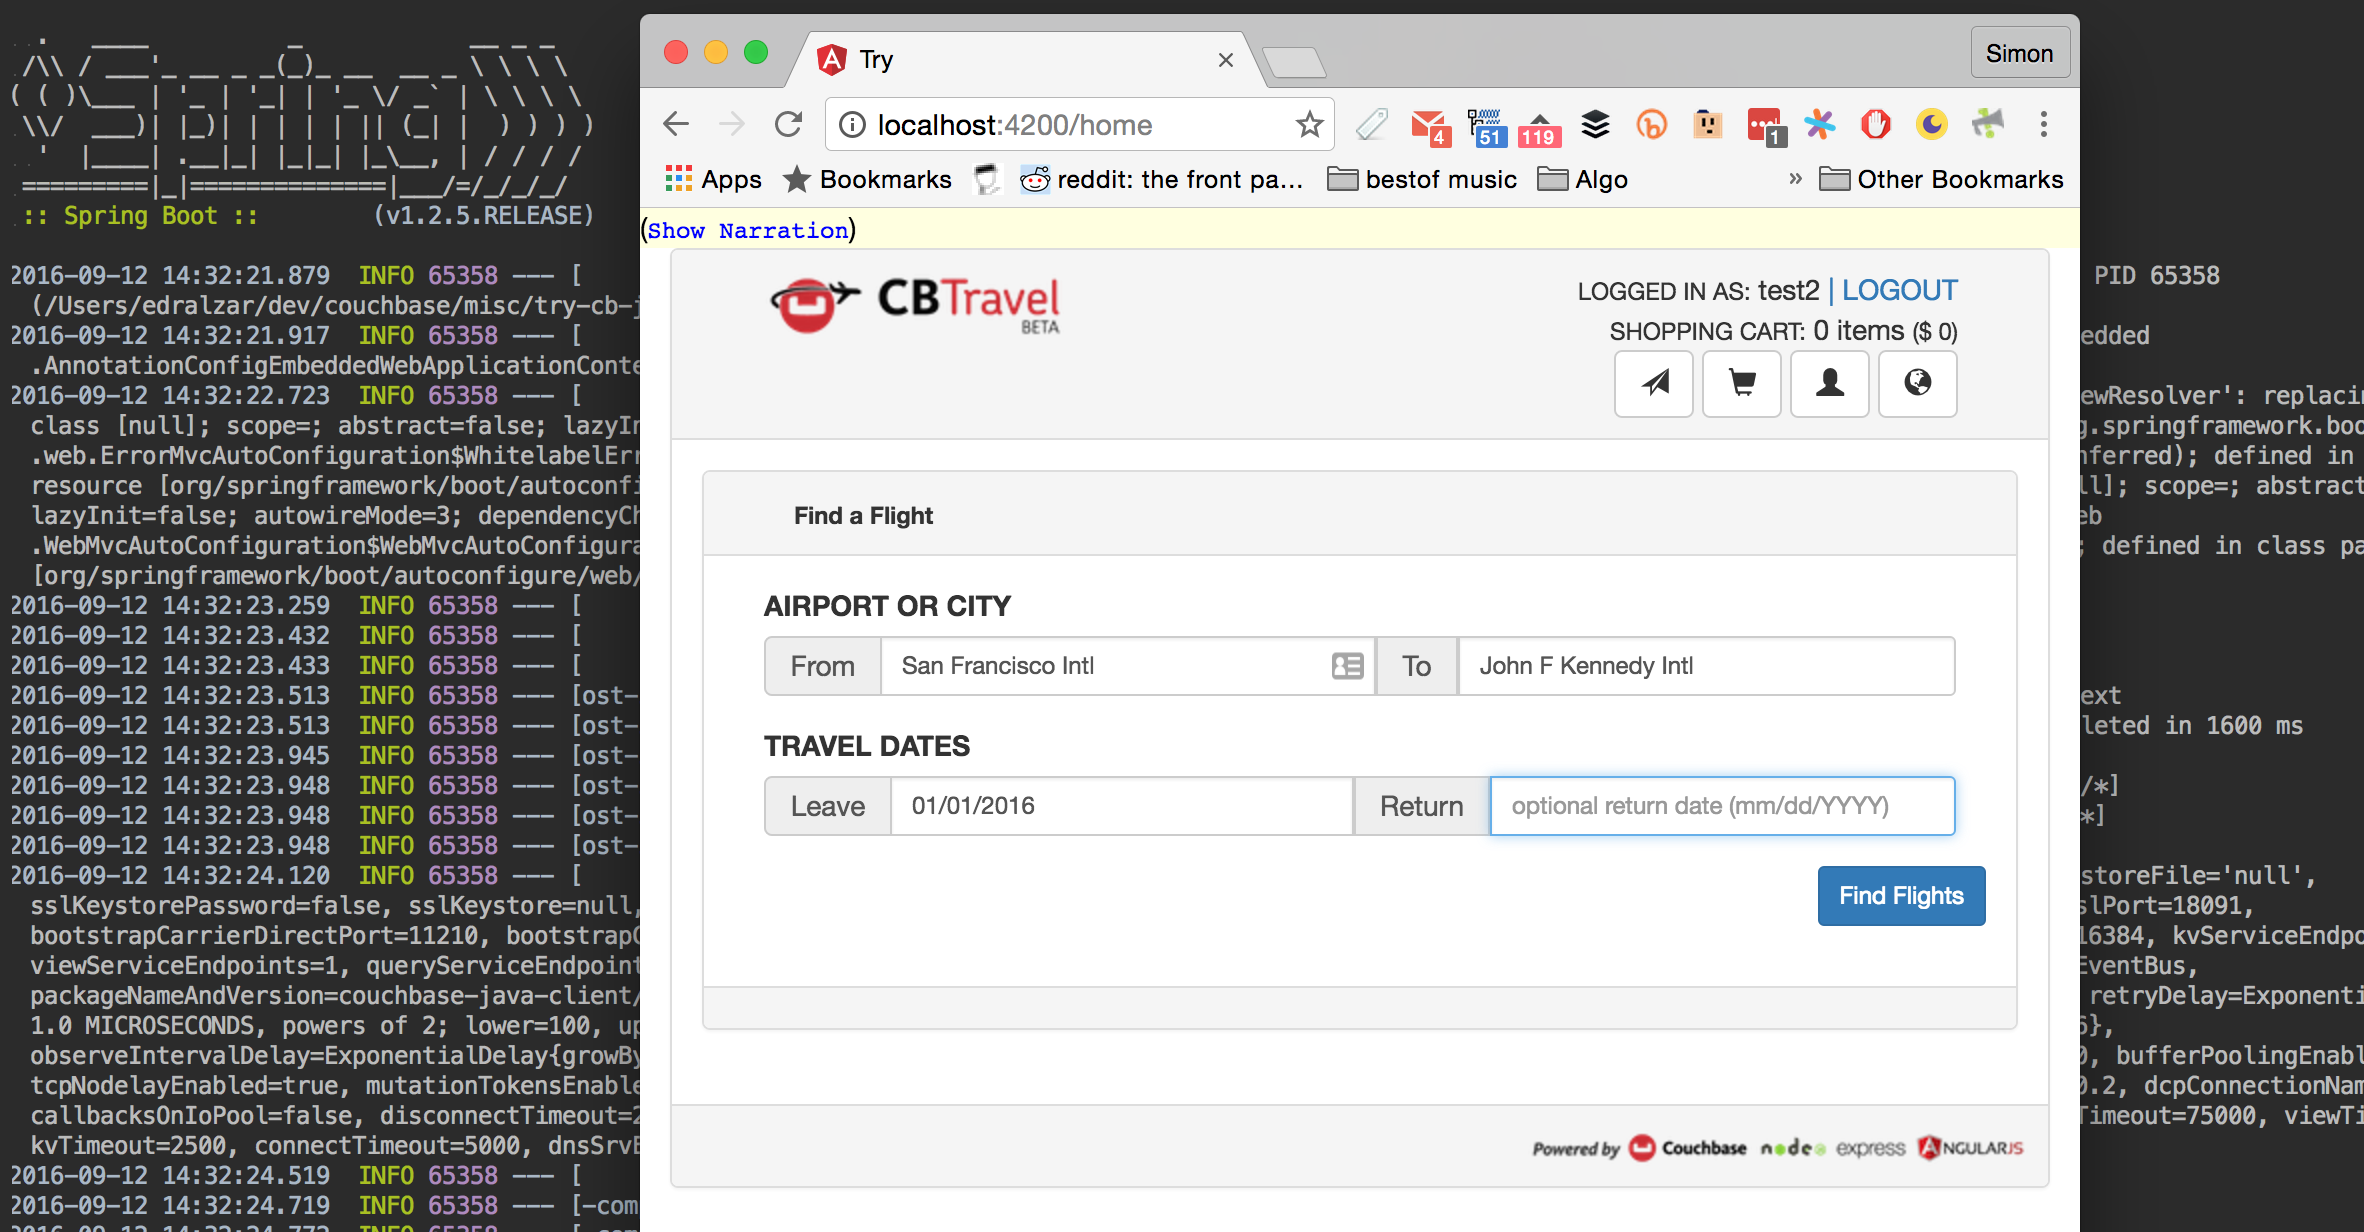 :: Spring Boot :: (v1.2.5.RELEASE)
2016-09-12 14:32:21.879 INFO 65358 --- [
(/Users/edralzar/dev/couchbase/misc/try-cb-j
2016-09-12 14:32:21.917 INFO 65358 --- [
.AnnotationConfigEmbeddedWebApplicationConte
2016-09-12 14:32:22.723 INFO 65358 --- [
class [null]; scope=; abstract=false; lazyIn
.web.ErrorMvcAutoConfiguration$WhitelabelErr
resource [org/springframework/boot/autoconfi
lazyInit=false; autowireMode=3; dependencyCh
.WebMvcAutoConfiguration$WebMvcAutoConfigura
[org/springframework/boot/autoconfigure/web/
2016-09-12 14:32:23.259 INFO 65358 --- [
2016-09-12 14:32:23.432 INFO 65358 --- [
2016-09-12 14:32:23.433 INFO 65358 --- [
2016-09-12 14:32:23.513 INFO 65358 --- [ost-
2016-09-12 14:32:23.513 INFO 65358 --- [ost-
2016-09-12 14:32:23.945 INFO 65358 --- [ost-
2016-09-12 14:32:23.948 INFO 65358 --- [ost-
2016-09-12 14:32:23.948 INFO 65358 --- [ost-
2016-09-12 14:32:23.948 INFO 65358 --- [ost-
2016-09-12 14:32:24.120 INFO 65358 --- [
sslKeystorePassword=false, sslKeystore=null,
bootstrapCarrierDirectPort=11210, bootstrapC
viewServiceEndpoints=1, queryServiceEndpoint
packageNameAndVersion=couchbase-java-client/
1.0 MICROSECONDS, powers of 2; lower=100, up
observeIntervalDelay=ExponentialDelay{growBy
tcpNodelayEnabled=true, mutationTokensEnable
callbacksOnIoPool=false, disconnectTimeout=2
kvTimeout=2500, connectTimeout=5000, dnsSrvE
2016-09-12 14:32:24.519 INFO 65358 --- [
2016-09-12 14:32:24.719 INFO 65358 --- [-com
Try
Simon
localhost:4200/home
4
51
119
1
Apps
Bookmarks
reddit: the front pa...
bestof music
Algo
»
Other Bookmarks
(Show Narration)
CBTravel
BETA
LOGGED IN AS: test2 | LOGOUT
SHOPPING CART: 0 items ($ 0)
Find a Flight
AIRPORT OR CITY
From San Francisco Intl To John F Kennedy Intl
TRAVEL DATES
Leave 01/01/2016 Return optional return date (mm/dd/YYYY)
Find Flights
Powered by Couchbase node express ANGULARJS
PID 65358
edded
ewResolver': replacin
g.springframework.boo
nferred); defined in
ll]; scope=; abstract
eb
; defined in class pa
ext
leted in 1600 ms
/*]
*]
storeFile='null',
slPort=18091,
16384, kvServiceEndpo
EventBus,
retryDelay=Exponenti
6},
0, bufferPoolingEnabl
0.2, dcpConnectionNam
Timeout=75000, viewTi